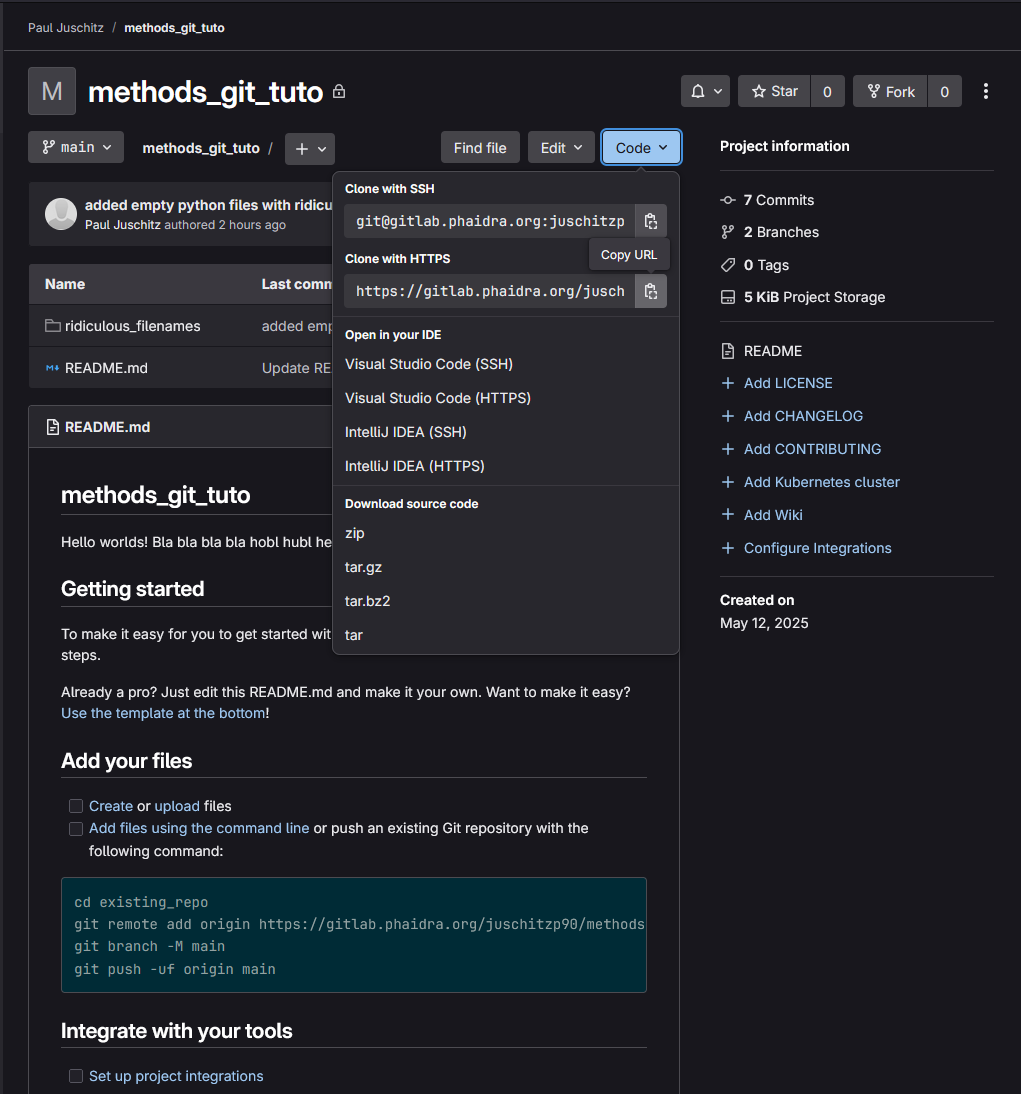 Paul Juschitz / methods_git_tuto
M methods_git_tuto
Star 0 Fork 0
main methods_git_tuto / + Find file Edit Code
added empty python files with ridicu
Paul Juschitz authored 2 hours ago
Name Last comm
ridiculous_filenames added emp
README.md Update RE
Clone with SSH
git@gitlab.phaidra.org:juschitzp
Copy URL
Clone with HTTPS
https://gitlab.phaidra.org/jusch
Open in your IDE
Visual Studio Code (SSH)
Visual Studio Code (HTTPS)
IntelliJ IDEA (SSH)
IntelliJ IDEA (HTTPS)
Download source code
zip
tar.gz
tar.bz2
tar
README.md
methods_git_tuto
Hello worlds! Bla bla bla bla hobl hubl he
Getting started
To make it easy for you to get started wit
steps.
Already a pro? Just edit this README.md and make it your own. Want to make it easy?
Use the template at the bottom!
Add your files
Create or upload files
Add files using the command line or push an existing Git repository with the
following command:
cd existing_repo
git remote add origin https://gitlab.phaidra.org/juschitzp90/methods
git branch -M main
git push -uf origin main
Integrate with your tools
Set up project integrations
Project information
7 Commits
2 Branches
0 Tags
5 KiB Project Storage
README
+ Add LICENSE
+ Add CHANGELOG
+ Add CONTRIBUTING
+ Add Kubernetes cluster
+ Add Wiki
+ Configure Integrations
Created on
May 12, 2025